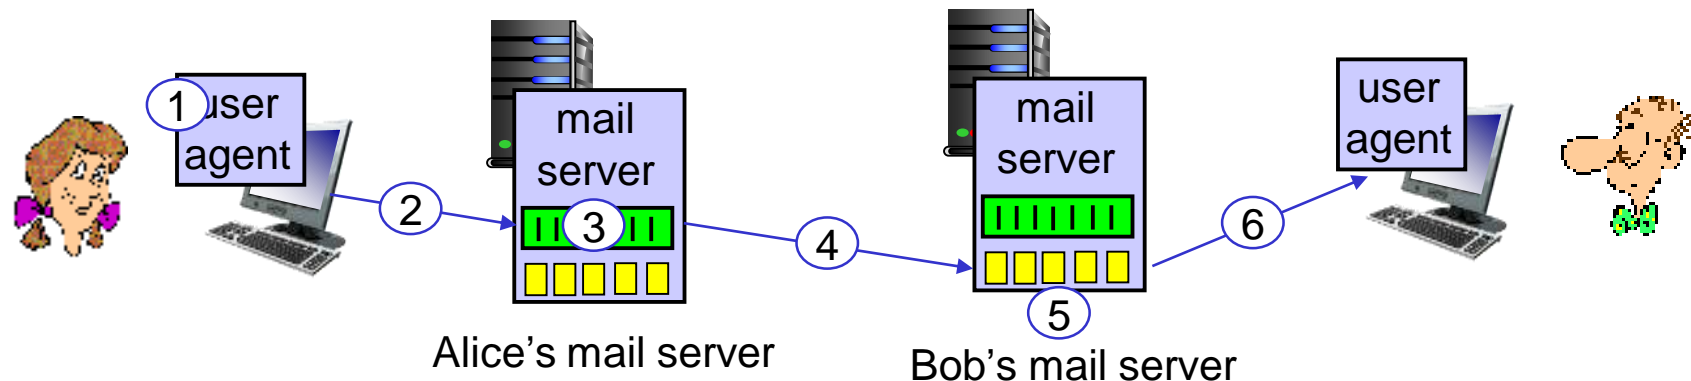 1
user
agent
2
mail
server
3
4
mail
server
5
6
user
agent
Alice's mail server
Bob's mail server